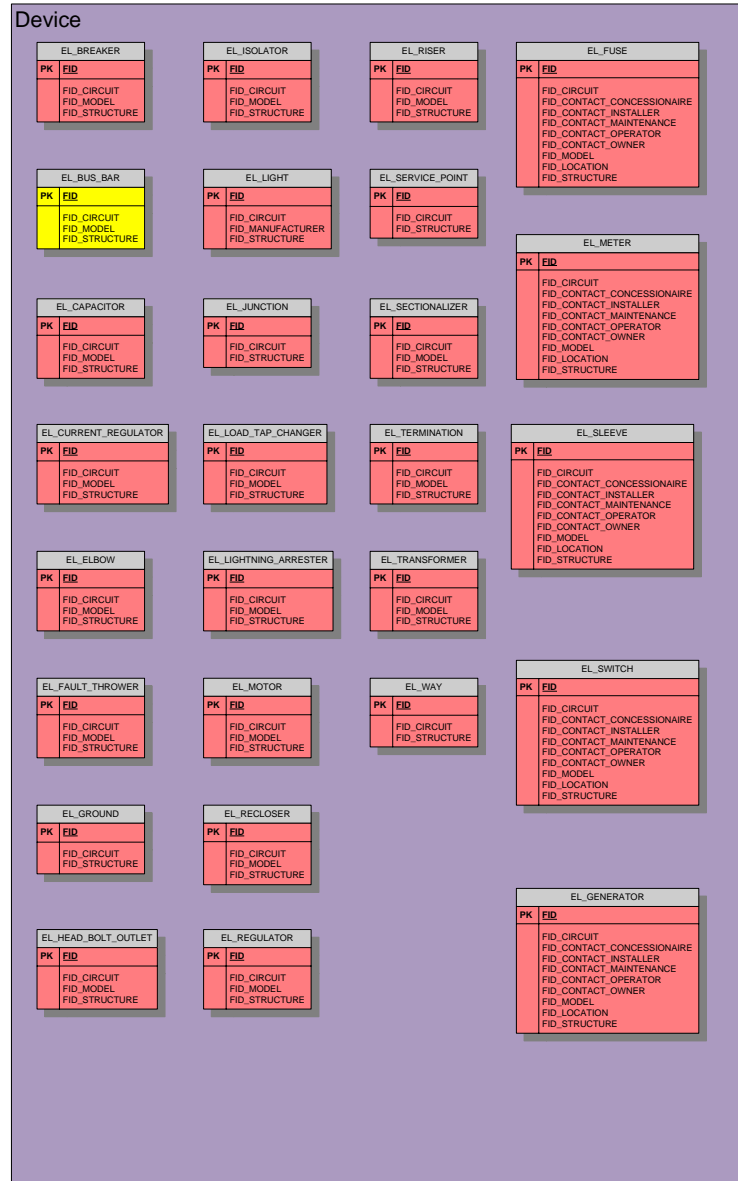 Device
EL_BREAKER
PK FID
FID_CIRCUIT
FID_MODEL
FID_STRUCTURE
EL_BUS_BAR
PK FID
FID_CIRCUIT
FID_MODEL
FID_STRUCTURE
EL_CAPACITOR
PK FID
FID_CIRCUIT
FID_MODEL
FID_STRUCTURE
EL_CURRENT_REGULATOR
PK FID
FID_CIRCUIT
FID_MODEL
FID_STRUCTURE
EL_ELBOW
PK FID
FID_CIRCUIT
FID_MODEL
FID_STRUCTURE
EL_FAULT_THROWER
PK FID
FID_CIRCUIT
FID_MODEL
FID_STRUCTURE
EL_GROUND
PK FID
FID_CIRCUIT
FID_STRUCTURE
EL_HEAD_BOLT_OUTLET
PK FID
FID_CIRCUIT
FID_MODEL
FID_STRUCTURE
EL_ISOLATOR
PK FID
FID_CIRCUIT
FID_MODEL
FID_STRUCTURE
EL_LIGHT
PK FID
FID_CIRCUIT
FID_MANUFACTURER
FID_STRUCTURE
EL_JUNCTION
PK FID
FID_CIRCUIT
FID_STRUCTURE
EL_LOAD_TAP_CHANGER
PK FID
FID_CIRCUIT
FID_MODEL
FID_STRUCTURE
EL_LIGHTNING_ARRESTER
PK FID
FID_CIRCUIT
FID_MODEL
FID_STRUCTURE
EL_MOTOR
PK FID
FID_CIRCUIT
FID_MODEL
FID_STRUCTURE
EL_RECLOSER
PK FID
FID_CIRCUIT
FID_MODEL
FID_STRUCTURE
EL_REGULATOR
PK FID
FID_CIRCUIT
FID_MODEL
FID_STRUCTURE
EL_RISER
PK FID
FID_CIRCUIT
FID_MODEL
FID_STRUCTURE
EL_SERVICE_POINT
PK FID
FID_CIRCUIT
FID_STRUCTURE
EL_SECTIONALIZER
PK FID
FID_CIRCUIT
FID_MODEL
FID_STRUCTURE
EL_TERMINATION
PK FID
FID_CIRCUIT
FID_MODEL
FID_STRUCTURE
EL_TRANSFORMER
PK FID
FID_CIRCUIT
FID_MODEL
FID_STRUCTURE
EL_WAY
PK FID
FID_CIRCUIT
FID_STRUCTURE
EL_FUSE
PK FID
FID_CIRCUIT
FID_CONTACT_CONCESSIONAIRE
FID_CONTACT_INSTALLER
FID_CONTACT_MAINTENANCE
FID_CONTACT_OPERATOR
FID_CONTACT_OWNER
FID_MODEL
FID_LOCATION
FID_STRUCTURE
EL_METER
PK FID
FID_CIRCUIT
FID_CONTACT_CONCESSIONAIRE
FID_CONTACT_INSTALLER
FID_CONTACT_MAINTENANCE
FID_CONTACT_OPERATOR
FID_CONTACT_OWNER
FID_MODEL
FID_LOCATION
FID_STRUCTURE
EL_SLEEVE
PK FID
FID_CIRCUIT
FID_CONTACT_CONCESSIONAIRE
FID_CONTACT_INSTALLER
FID_CONTACT_MAINTENANCE
FID_CONTACT_OPERATOR
FID_CONTACT_OWNER
FID_MODEL
FID_LOCATION
FID_STRUCTURE
EL_SWITCH
PK FID
FID_CIRCUIT
FID_CONTACT_CONCESSIONAIRE
FID_CONTACT_INSTALLER
FID_CONTACT_MAINTENANCE
FID_CONTACT_OPERATOR
FID_CONTACT_OWNER
FID_MODEL
FID_LOCATION
FID_STRUCTURE
EL_GENERATOR
PK FID
FID_CIRCUIT
FID_CONTACT_CONCESSIONAIRE
FID_CONTACT_INSTALLER
FID_CONTACT_MAINTENANCE
FID_CONTACT_OPERATOR
FID_CONTACT_OWNER
FID_MODEL
FID_LOCATION
FID_STRUCTURE